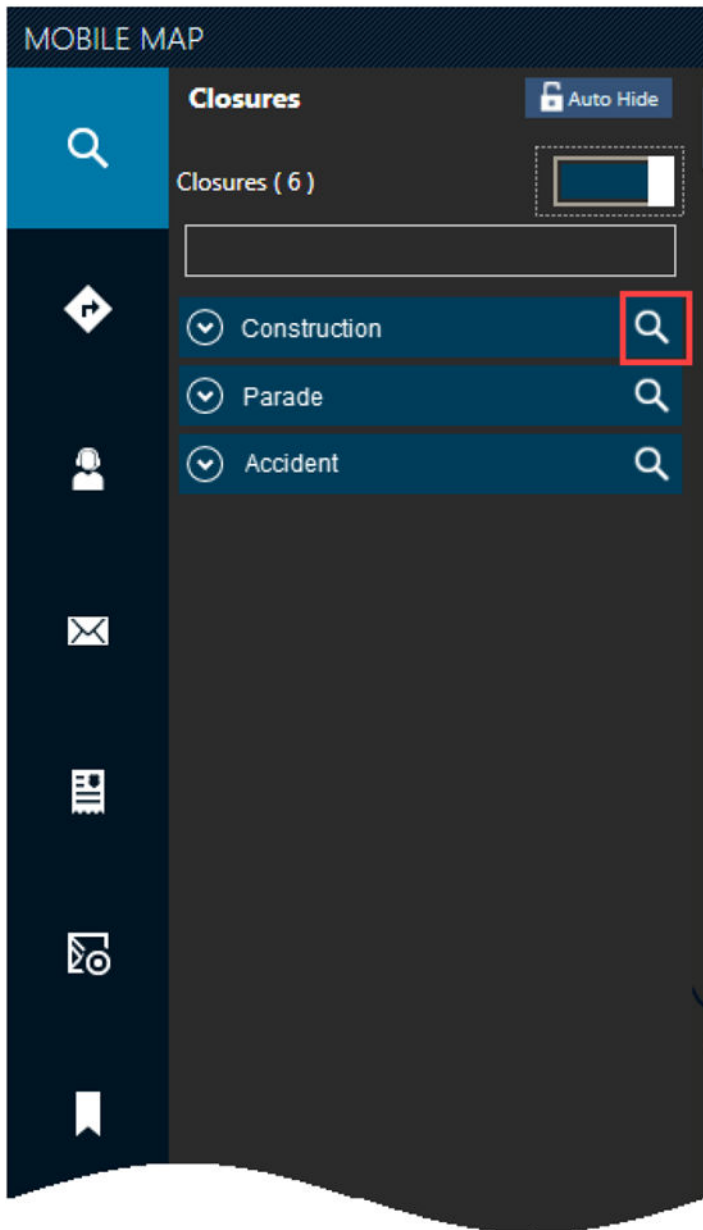 MOBILE MAP
Closures
Auto Hide
Closures ( 6 )
Construction
Parade
Accident